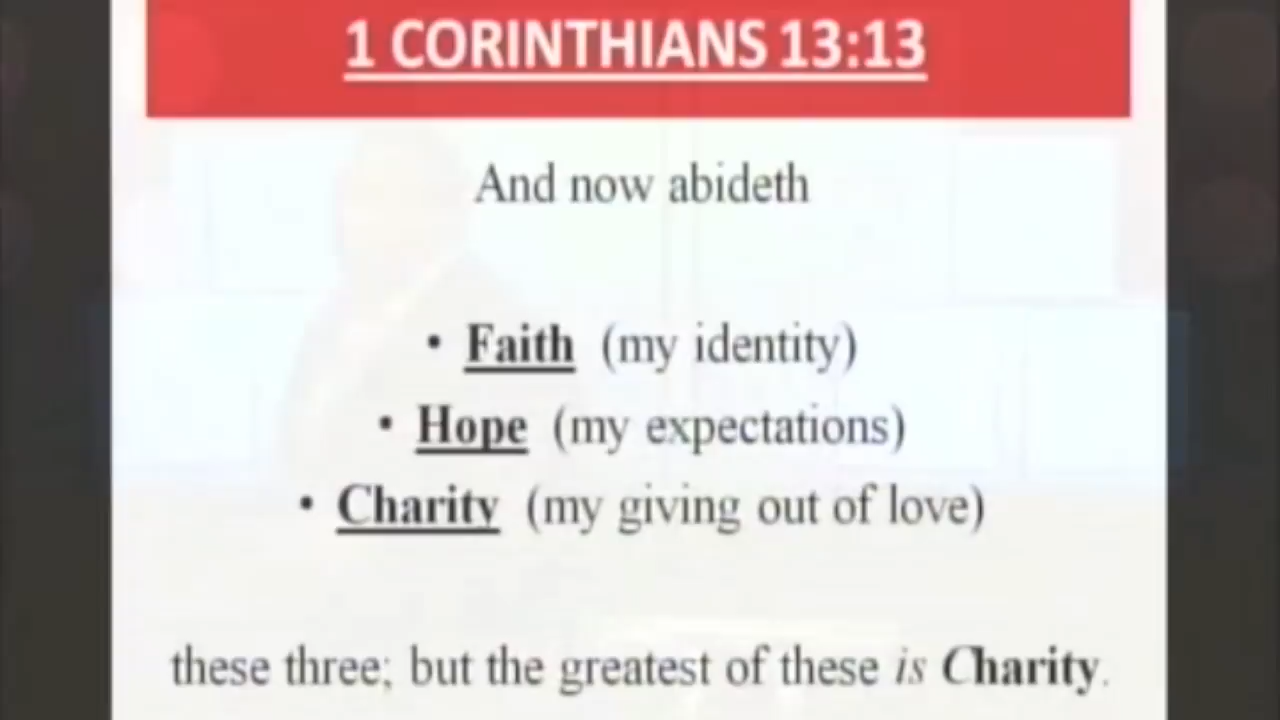 1 CORINTHIANS 13:13
And now abideth
• Faith (my identity)
• Hope (my expectations)
• Charity (my giving out of love)
these three; but the greatest of these is Charity.